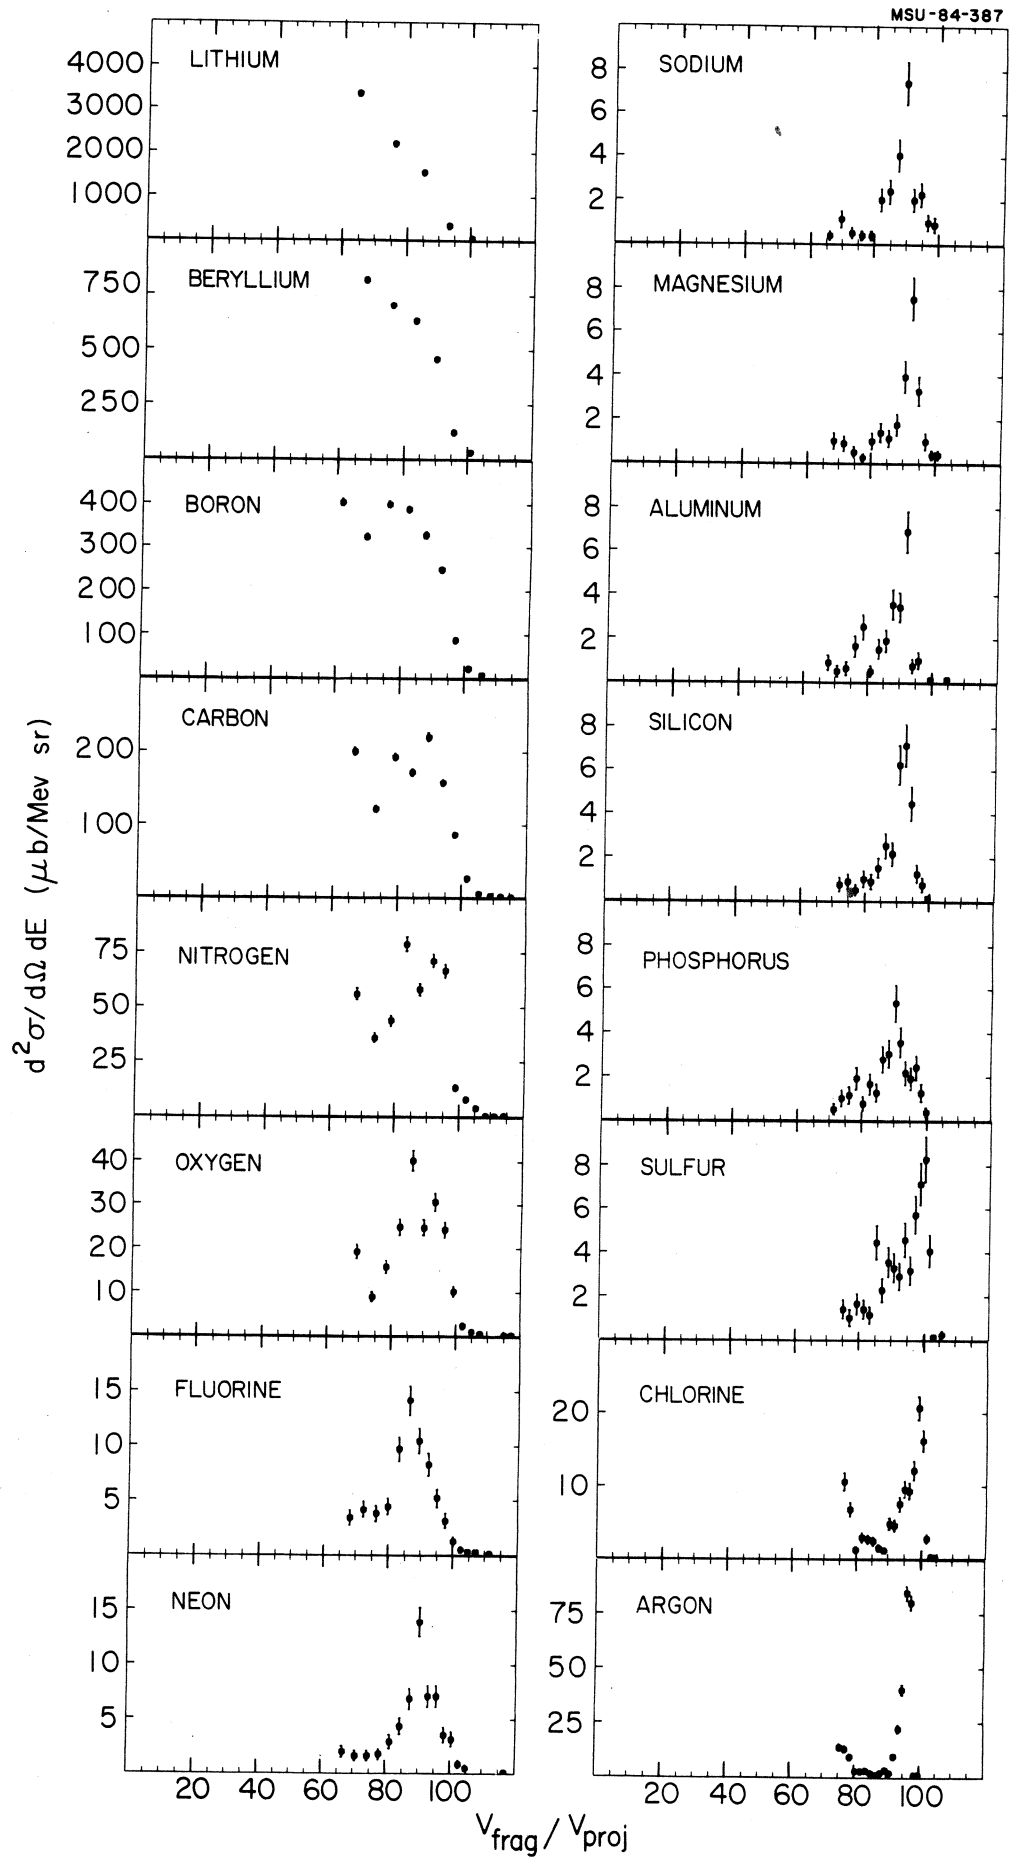 MSU-84-387
LITHIUM
4000
3000
2000
1000
BERYLLIUM
750
500
250
BORON
400
300
200
100
CARBON
200
100
NITROGEN
75
50
25
OXYGEN
40
30
20
10
FLUORINE
15
10
5
NEON
15
10
5
20 40 60 80 100
SODIUM
8
6
4
2
MAGNESIUM
8
6
4
2
ALUMINUM
8
6
4
2
SILICON
8
6
4
2
PHOSPHORUS
8
6
4
2
SULFUR
8
6
4
2
CHLORINE
20
10
ARGON
75
50
25
20 40 60 80 100
d²σ/dΩdE (μb/Mev sr)
Vfrag / Vproj